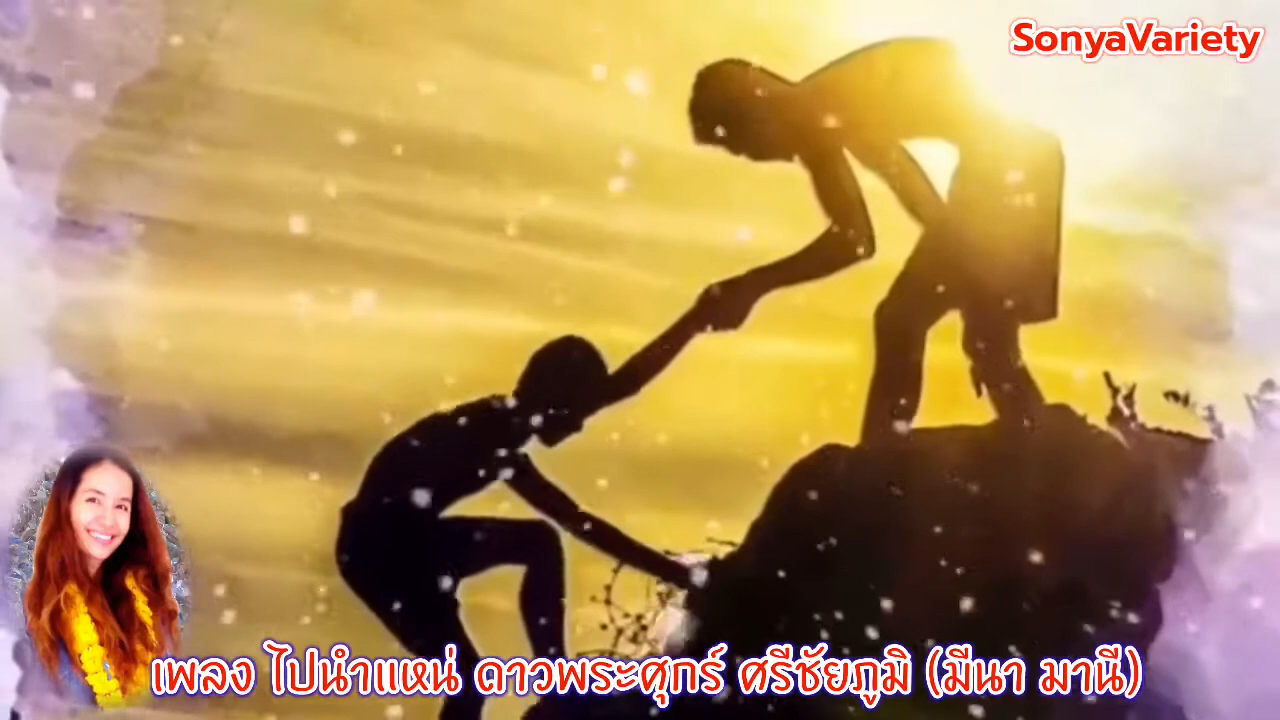 SonyaVariety
เพลง ไปนำแหน่ ดาวพระศุกร์ ศรีชัยภูมิ (มีนา มานี)